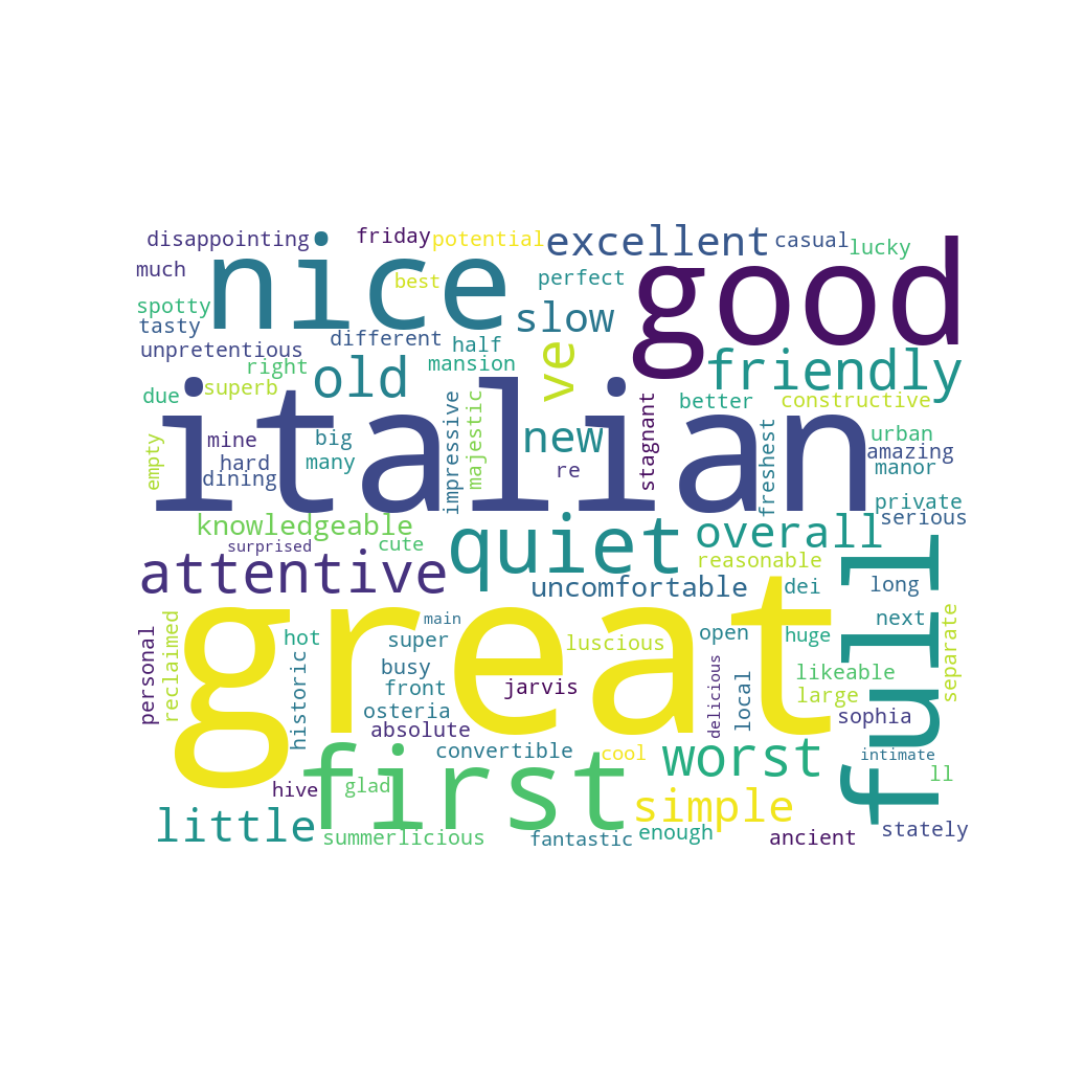 disappointing
friday
potential
excellent
casual
lucky
much
nice
best
perfect
good
spotty
tasty
different
half
slow
unpretentious
right
old
mansion
ve
friendly
due
superb
better
constructive
italian
empty
mine
big
hard
many
dining
impressive
majestic
new
re
stagnant
freshest
urban
amazing
manor
private
serious
knowledgeable
surprised
cute
quiet
overall
reasonable
attentive
uncomfortable
dei
long
full
great
main
personal
reclaimed
hot
super
luscious
open
huge
next
separate
historic
busy
front
jarvis
delicious
local
likeable
large
osteria
absolute
sophia
first
convertible
cool
worst
intimate
hive
glad
ll
little
simple
summerlicious
fantastic
enough
ancient
stately